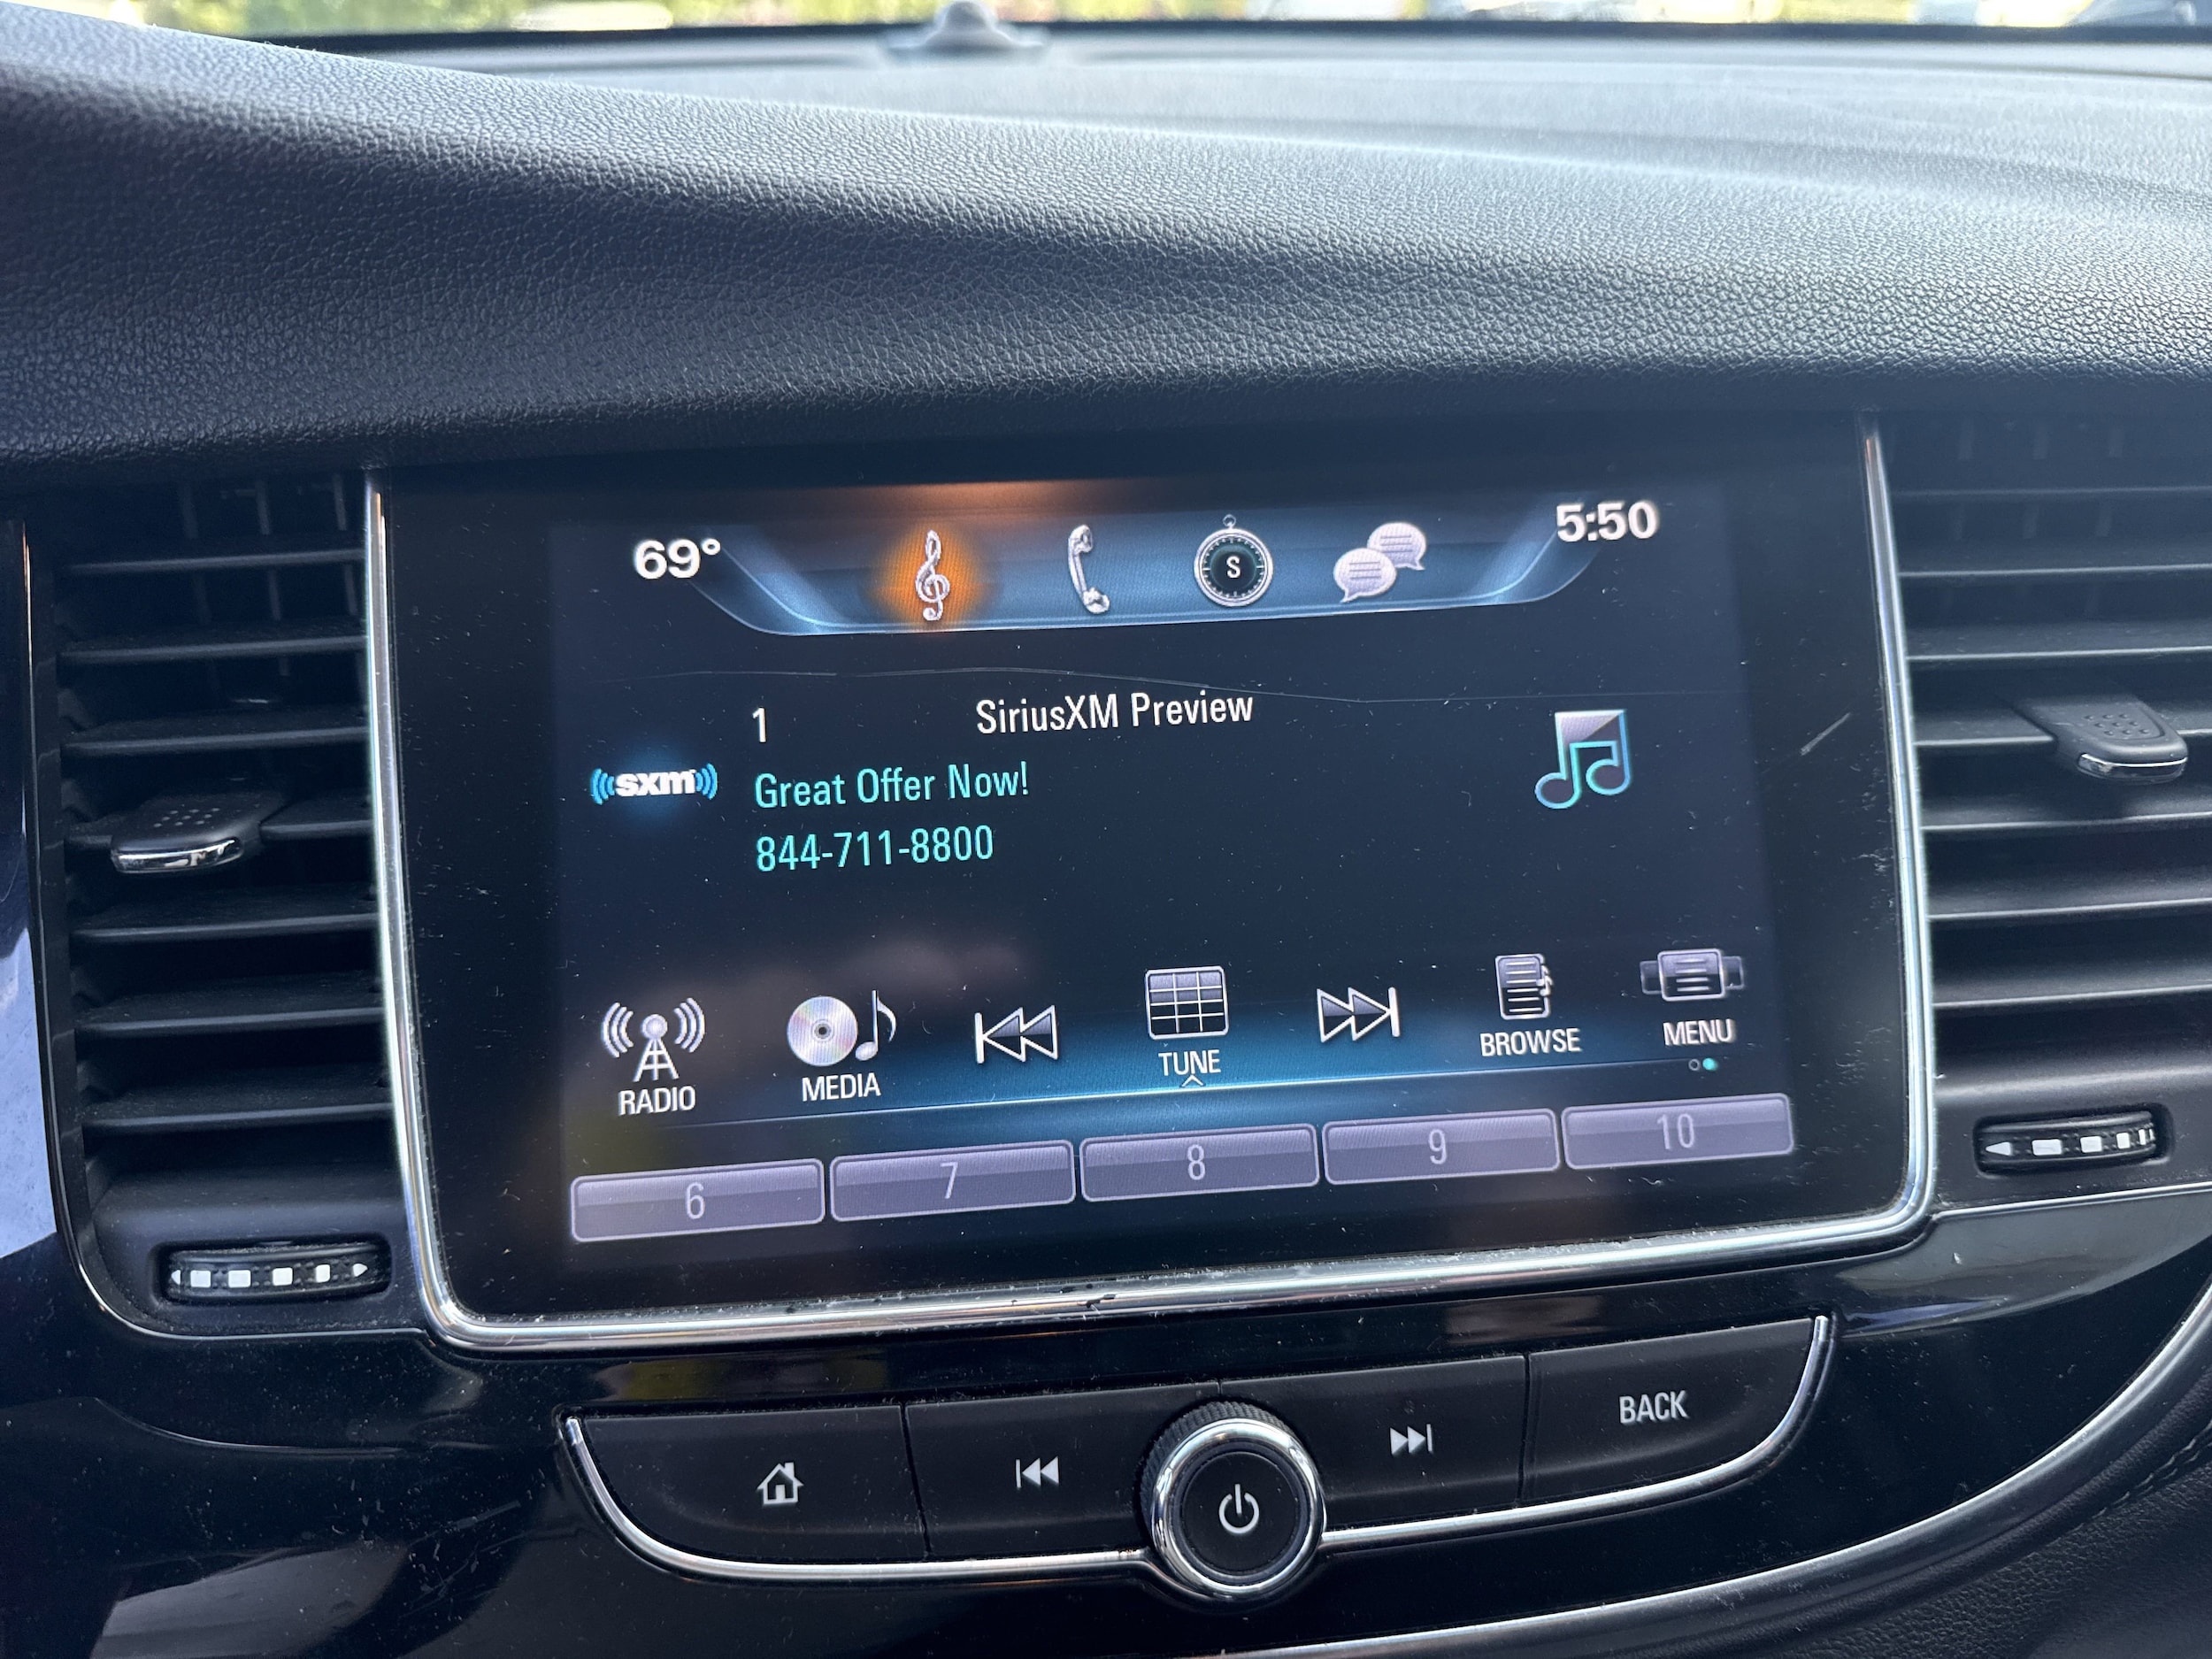 69° 5:50
S
1 SiriusXM Preview
sxm
Great Offer Now!
844-711-8800
RADIO MEDIA TUNE BROWSE MENU
6 7 8 9 10
BACK